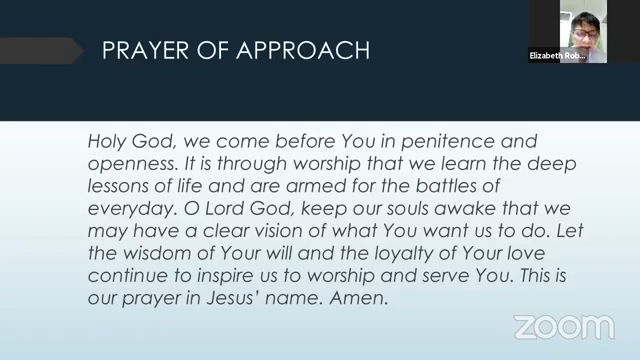 PRAYER OF APPROACH
Elizabeth Rob...
Holy God, we come before You in penitence and
openness. It is through worship that we learn the deep
lessons of life and are armed for the battles of
everyday. O Lord God, keep our souls awake that we
may have a clear vision of what You want us to do. Let
the wisdom of Your will and the loyalty of Your love
continue to inspire us to worship and serve You. This is
our prayer in Jesus' name. Amen.
zoom